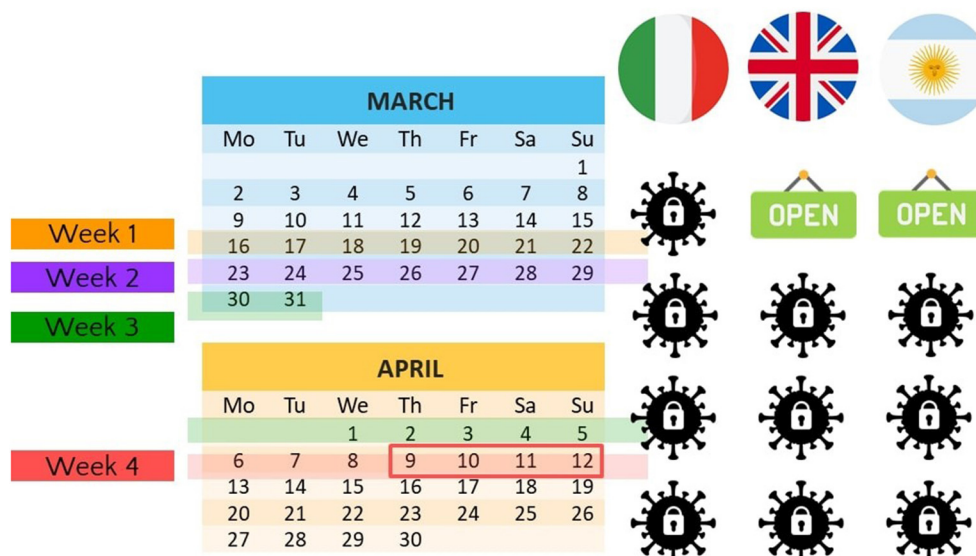 MARCH
Mo Tu We Th Fr Sa Su
1
2 3 4 5 6 7 8
OPEN OPEN
9 10 11 12 13 14 15
Week 1
16 17 18 19 20 21 22
Week 2
23 24 25 26 27 28 29
30 31
Week 3
APRIL
Mo Tu We Th Fr Sa Su
1 2 3 4 5
Week 4
6 7 8 9 10 11 12
13 14 15 16 17 18 19
20 21 22 23 24 25 26
27 28 29 30